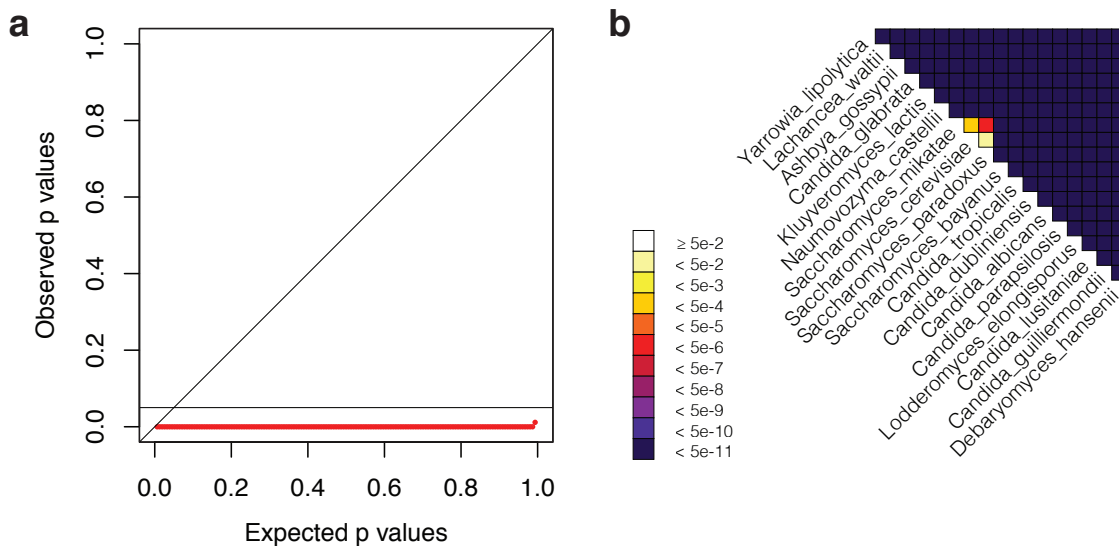 a
Observed p values
1.0
0.8
0.6
0.4
0.2
0.0
0.0 0.2 0.4 0.6 0.8 1.0
Expected p values
b
Yarrowia_lipolytica
Lachancea_waltii
Ashbya_gossypii
Candida_glabrata
Kluyveromyces_lactis
Naumovozyma_castellii
Saccharomyces_mikatae
Saccharomyces_cerevisiae
Saccharomyces_paradoxus
Saccharomyces_bayanus
Candida_tropicalis
Candida_dubliniensis
Candida_albicans
Candida_parapsilosis
Lodderomyces_elongisporus
Candida_lusitaniae
Candida_guilliermondii
Debaryomyces_hansenii
≥ 5e-2
< 5e-2
< 5e-3
< 5e-4
< 5e-5
< 5e-6
< 5e-7
< 5e-8
< 5e-9
< 5e-10
< 5e-11